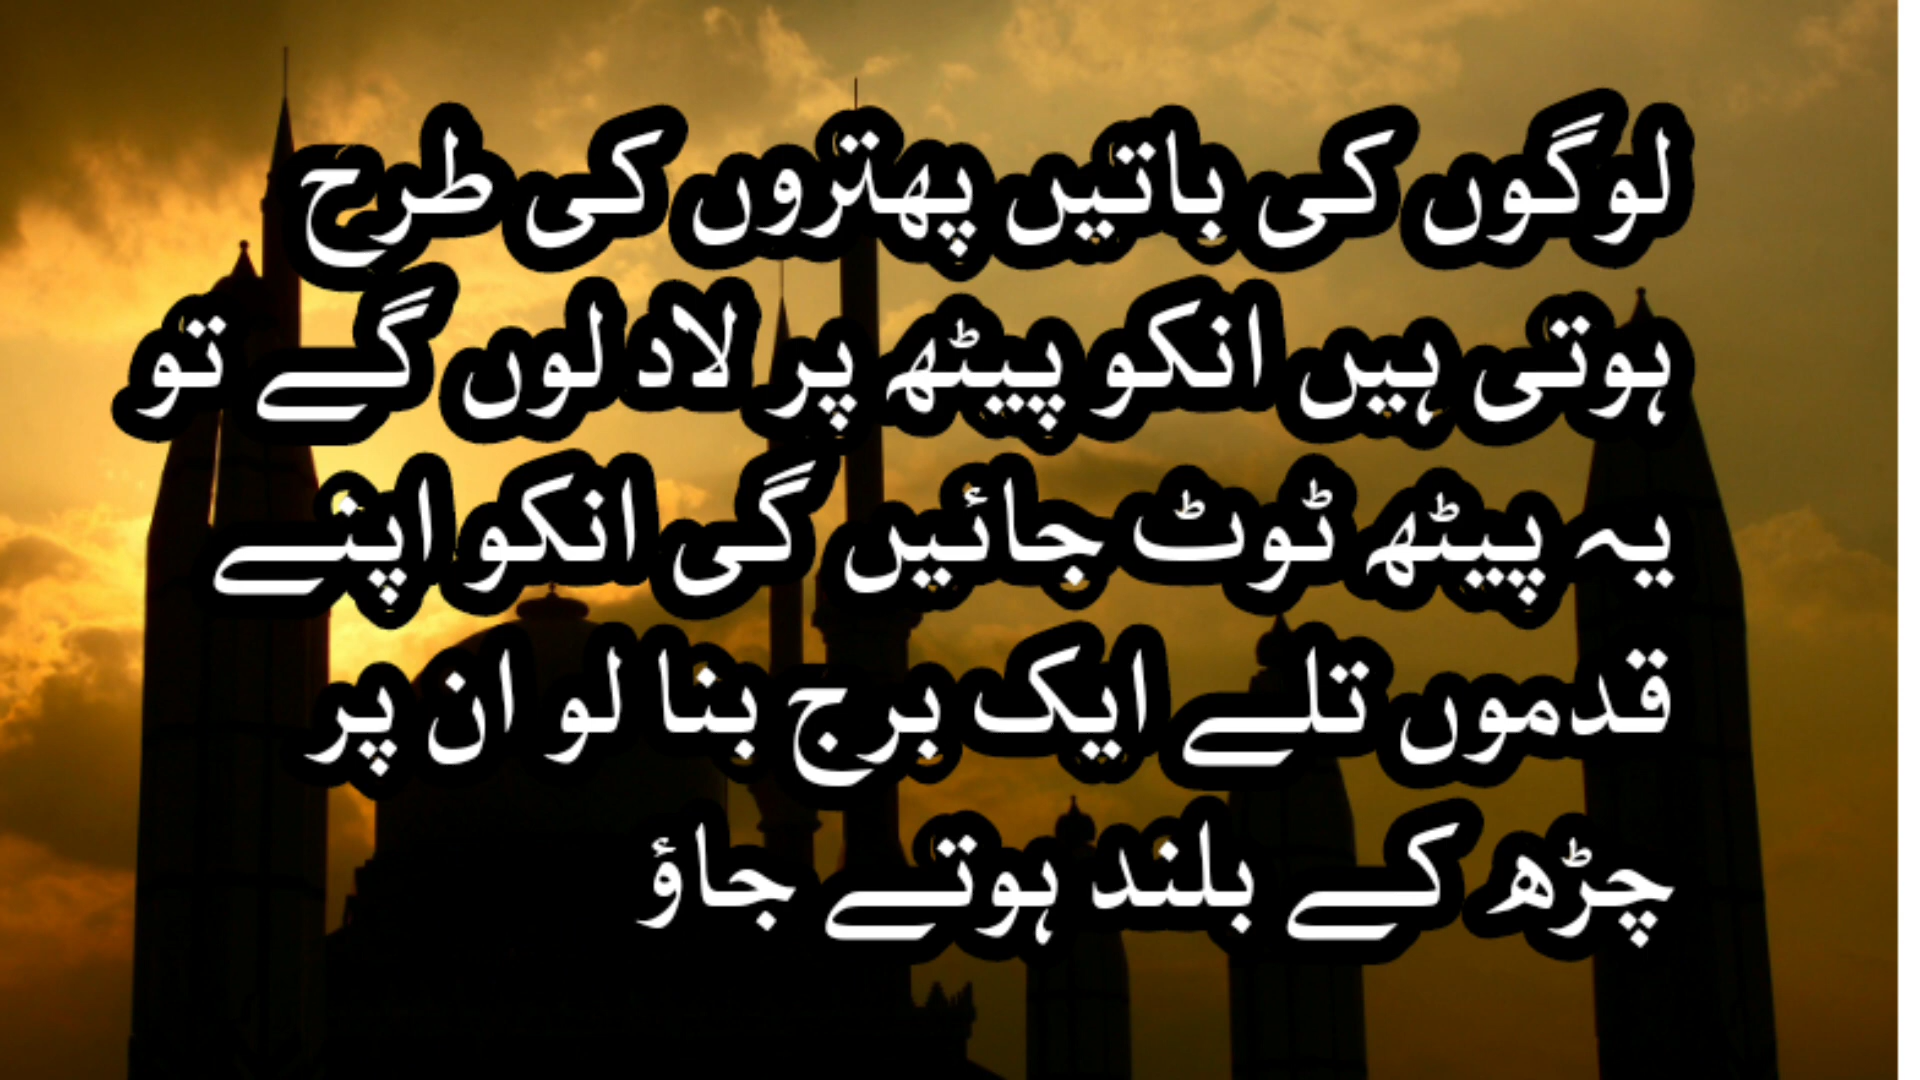 لوگوں کی باتیں پھتروں کی طرح
ہوتی ہیں انکو پیٹھ پر لاد لوں گے تو
یہ پیٹھ ٹوٹ جائیں گی انکو اپنے
قدموں تلے ایک برج بنا لو ان پر
چڑھ کے بلند ہوتے جاؤ